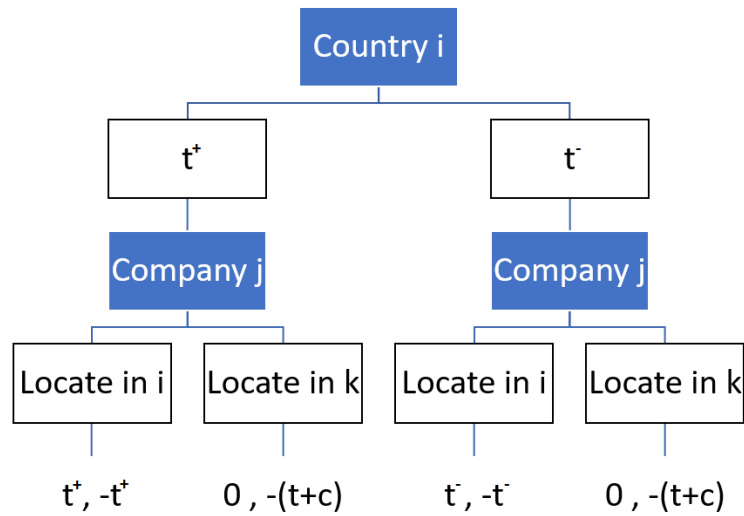 Country i
t⁺
t⁻
Company j
Company j
Locate in i
Locate in k
Locate in i
Locate in k
t⁺, -t⁺
0 , -(t+c)
t⁻, -t⁻
0 , -(t+c)